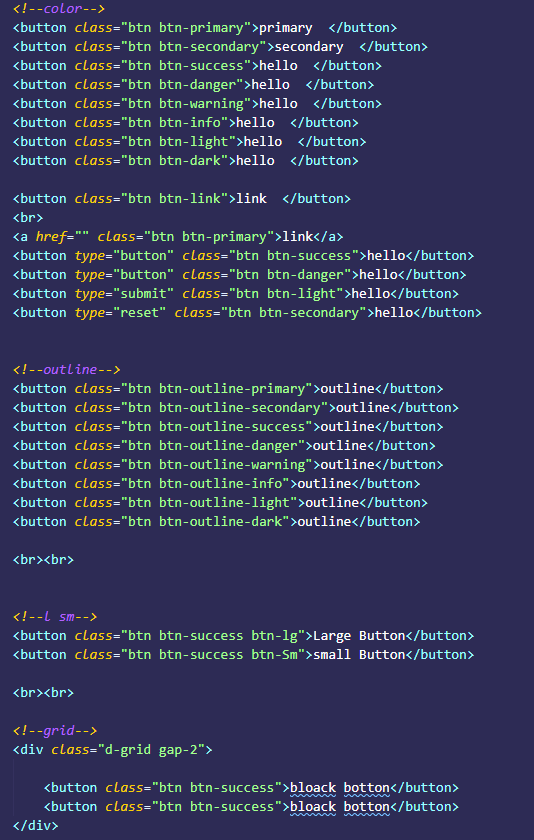 <!--color-->
<button class="btn btn-primary">primary  </button>
<button class="btn btn-secondary">secondary  </button>
<button class="btn btn-success">hello  </button>
<button class="btn btn-danger">hello  </button>
<button class="btn btn-warning">hello  </button>
<button class="btn btn-info">hello  </button>
<button class="btn btn-light">hello  </button>
<button class="btn btn-dark">hello  </button>
<button class="btn btn-link">link  </button>
<br>
<a href="" class="btn btn-primary">link</a>
<button type="button" class="btn btn-success">hello</button>
<button type="button" class="btn btn-danger">hello</button>
<button type="submit" class="btn btn-light">hello</button>
<button type="reset" class="btn btn-secondary">hello</button>
<!--outline-->
<button class="btn btn-outline-primary">outline</button>
<button class="btn btn-outline-secondary">outline</button>
<button class="btn btn-outline-success">outline</button>
<button class="btn btn-outline-danger">outline</button>
<button class="btn btn-outline-warning">outline</button>
<button class="btn btn-outline-info">outline</button>
<button class="btn btn-outline-light">outline</button>
<button class="btn btn-outline-dark">outline</button>
<br><br>
<!--l sm-->
<button class="btn btn-success btn-lg">Large Button</button>
<button class="btn btn-success btn-Sm">small Button</button>
<br><br>
<!--grid-->
<div class="d-grid gap-2">
<button class="btn btn-success">bloack botton</button>
<button class="btn btn-success">bloack botton</button>
</div>